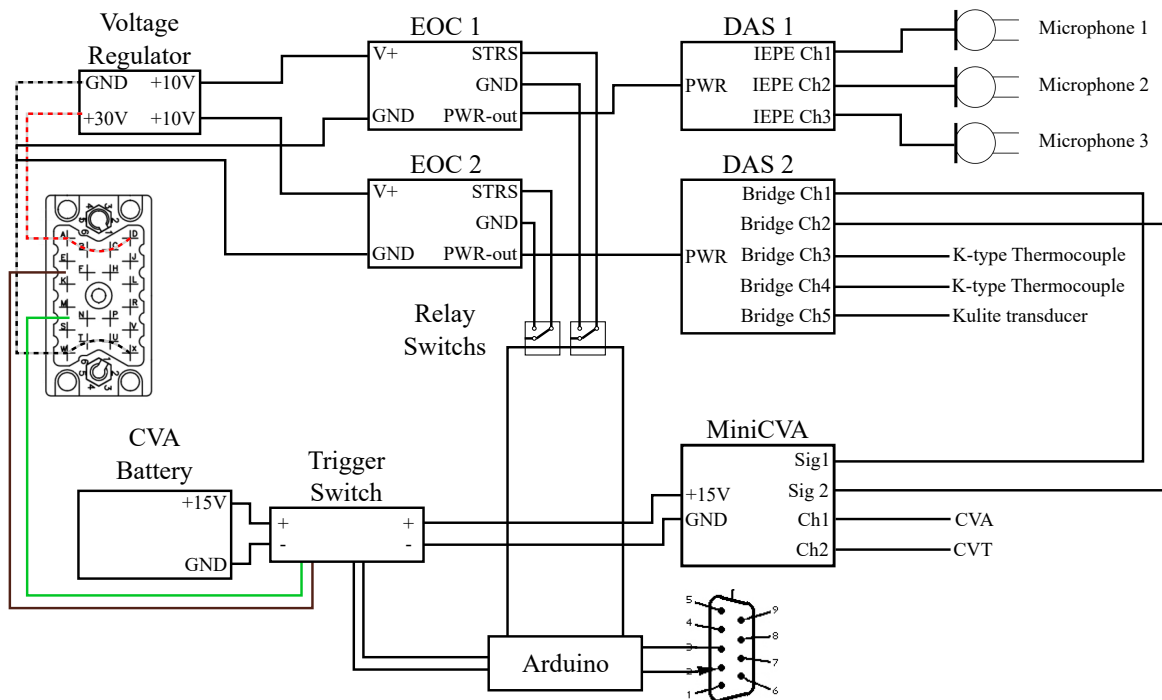 Voltage
Regulator
GND +10V
+30V +10V
EOC 1
V+ STRS
GND
GND PWR-out
DAS 1
PWR
IEPE Ch1
IEPE Ch2
IEPE Ch3
Microphone 1
Microphone 2
Microphone 3
EOC 2
V+ STRS
GND
GND PWR-out
DAS 2
PWR
Bridge Ch1
Bridge Ch2
Bridge Ch3
Bridge Ch4
Bridge Ch5
K-type Thermocouple
K-type Thermocouple
Kulite transducer
A B C D
E F H J
K L
M N P R
S T U V
W X
Relay
Switchs
CVA
Battery
+15V
GND
Trigger
Switch
+ +
- -
MiniCVA
+15V
GND
Sig1
Sig 2
Ch1
Ch2
CVA
CVT
Arduino
5 9
4 8
3 7
2 6
1